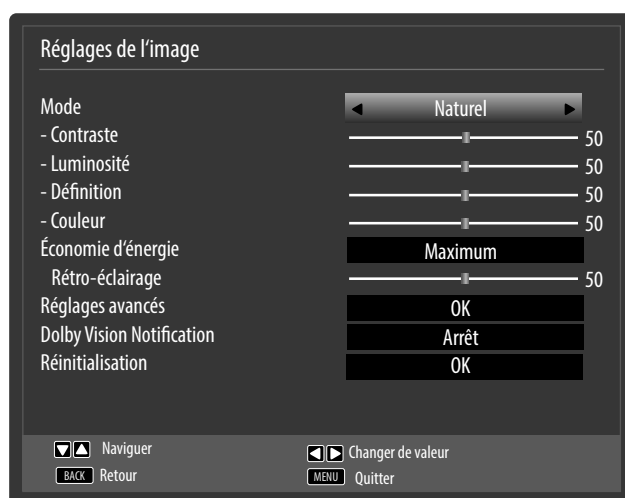 Réglages de l‘image
Mode Naturel
- Contraste 50
- Luminosité 50
- Définition 50
- Couleur 50
Économie d‘énergie Maximum
Rétro-éclairage 50
Réglages avancés OK
Dolby Vision Notification Arrêt
Réinitialisation OK
Naviguer Changer de valeur
BACK Retour MENU Quitter